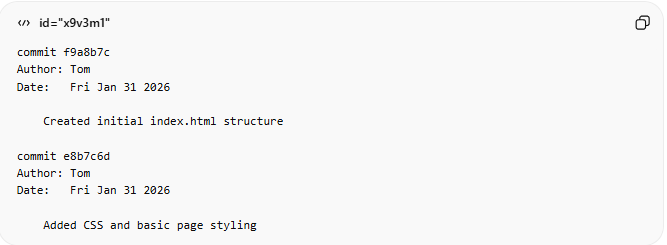 </> id="x9v3m1"
commit f9a8b7c
Author: Tom
Date:   Fri Jan 31 2026
    Created initial index.html structure
commit e8b7c6d
Author: Tom
Date:   Fri Jan 31 2026
    Added CSS and basic page styling